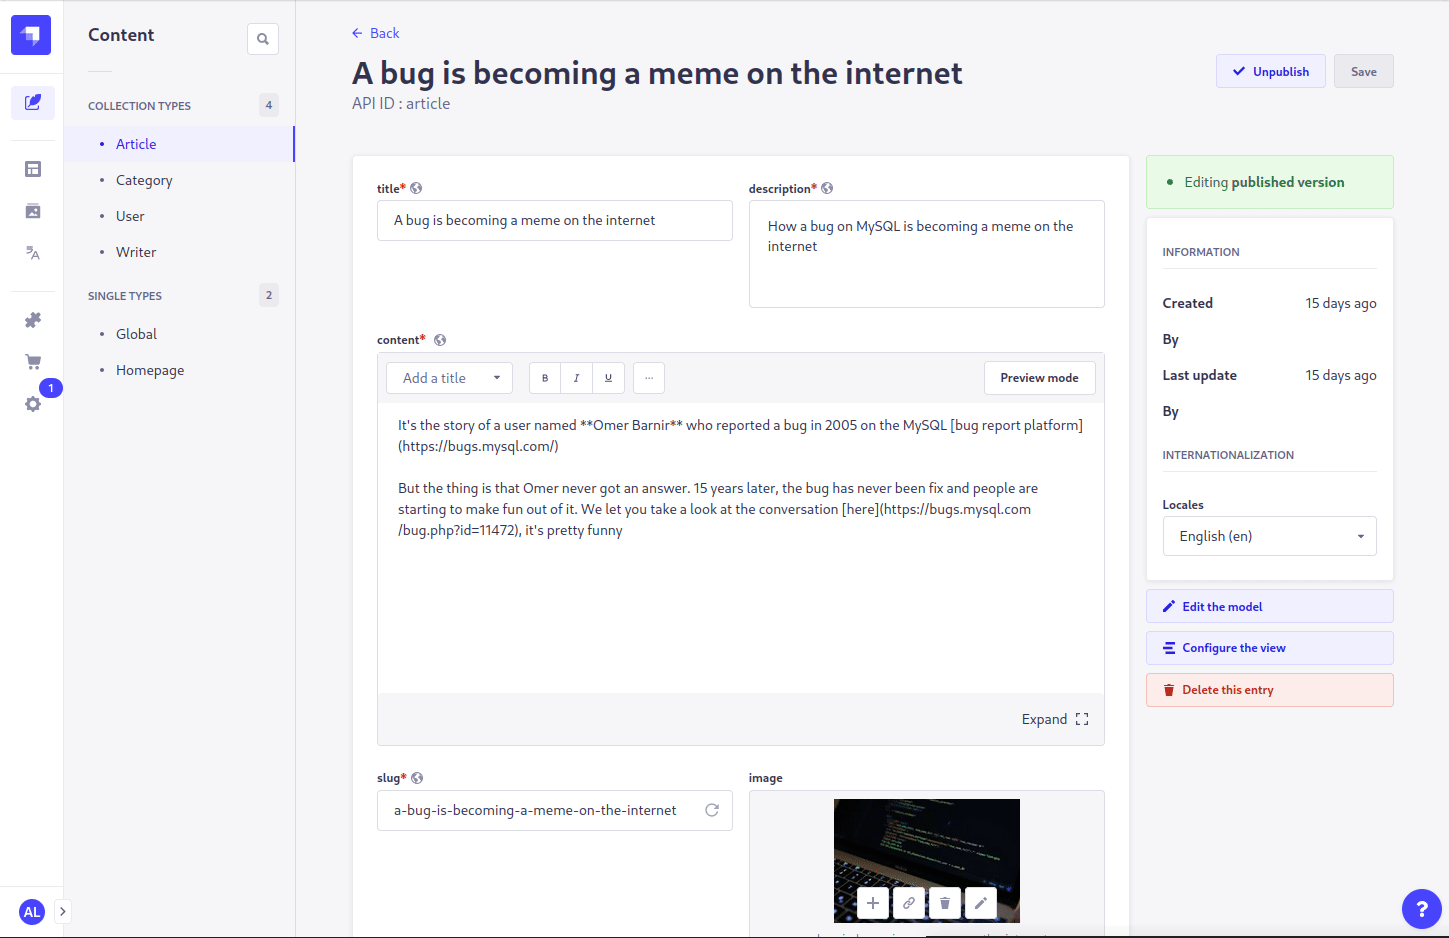 Content
COLLECTION TYPES
4
Article
Category
User
Writer
SINGLE TYPES
2
Global
Homepage
1
AL
Back
A bug is becoming a meme on the internet
API ID : article
Unpublish
Save
title*
A bug is becoming a meme on the internet
description*
How a bug on MySQL is becoming a meme on the
internet
content*
Add a title
B
I
U
...
Preview mode
It's the story of a user named **Omer Barnir** who reported a bug in 2005 on the MySQL [bug report platform]
(https://bugs.mysql.com/)
But the thing is that Omer never got an answer. 15 years later, the bug has never been fix and people are
starting to make fun out of it. We let you take a look at the conversation [here](https://bugs.mysql.com
/bug.php?id=11472), it's pretty funny
Expand
slug*
a-bug-is-becoming-a-meme-on-the-internet
image
Editing published version
INFORMATION
Created
15 days ago
By
Last update
15 days ago
By
INTERNATIONALIZATION
Locales
English (en)
Edit the model
Configure the view
Delete this entry
?